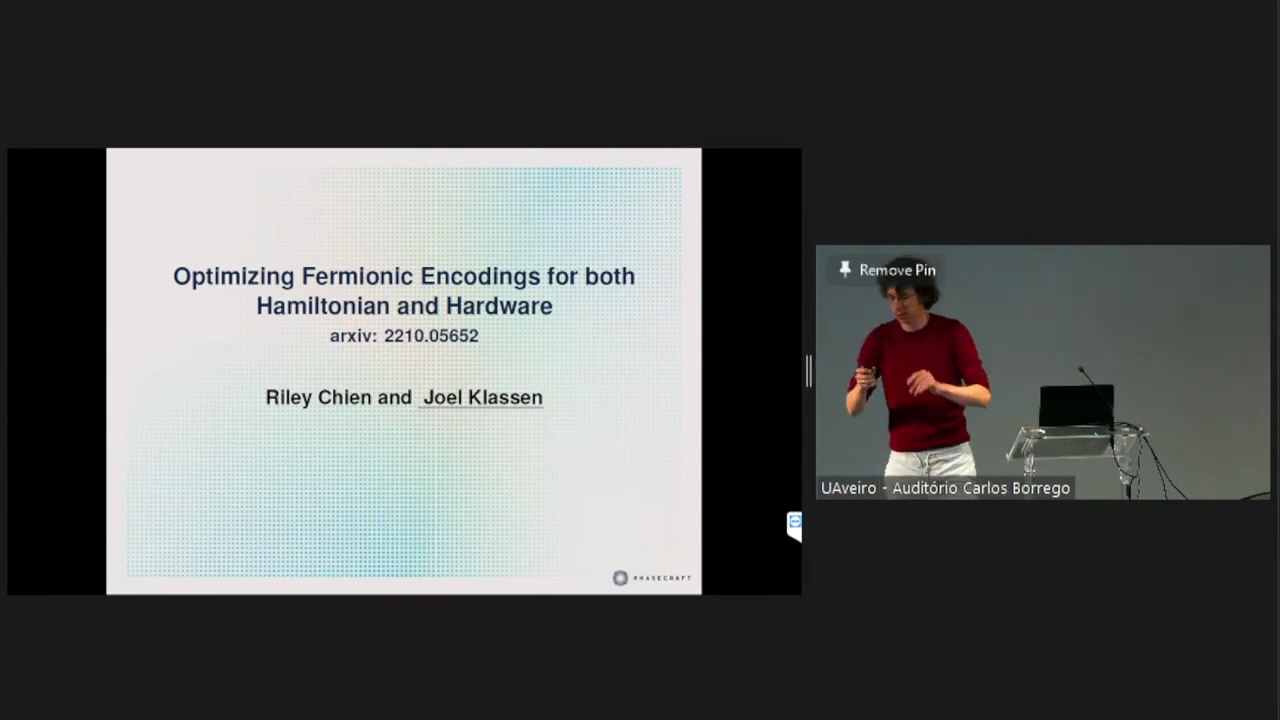 Optimizing Fermionic Encodings for both
Hamiltonian and Hardware
arxiv: 2210.05652
Riley Chien and Joel Klassen
PHASECRAFT
Remove Pin
UAveiro - Auditório Carlos Borrego